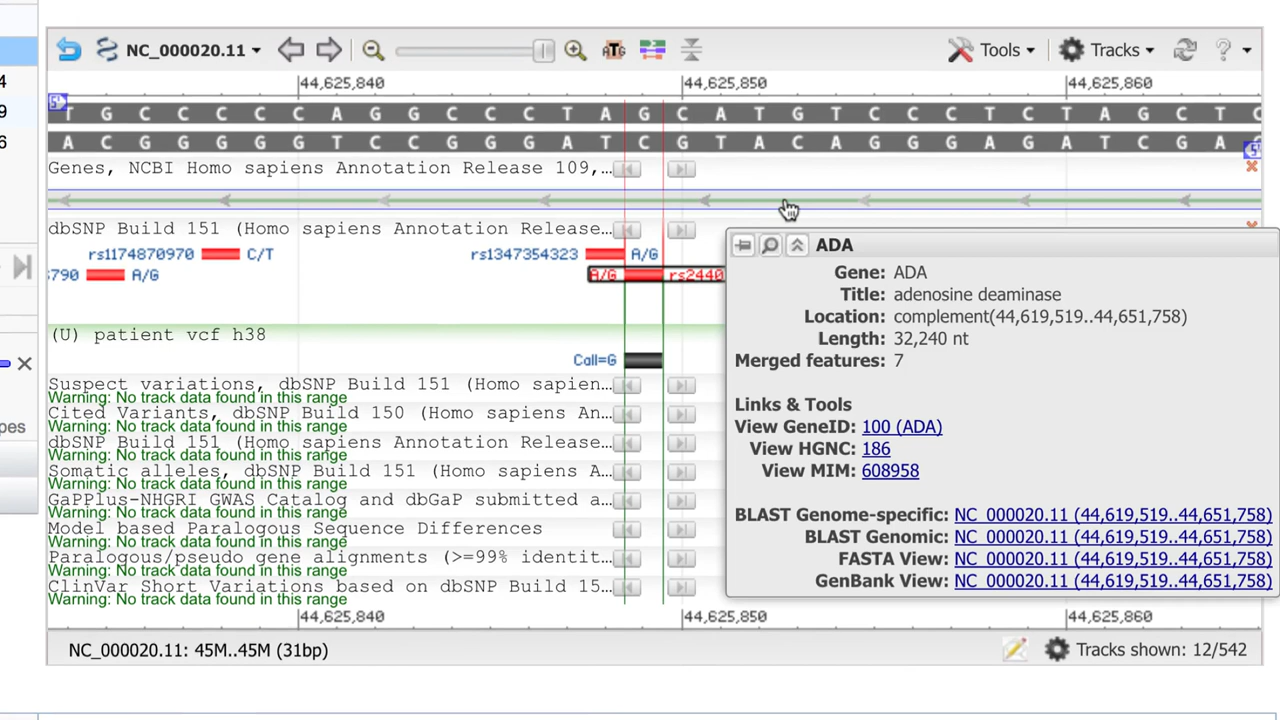 NC_000020.11
Tools
Tracks
?
4
9
6
44,625,840
44,625,850
44,625,860
5'
T G C C C C C A G G C C C T A G C A T G T C C C T C T A G C T C
A C G G G G G T C C G G G A T C G T A C A G G G A G A T C G A
Genes, NCBI Homo sapiens Annotation Release 109,...
dbSNP Build 151 (Homo sapiens Annotation Release...
rs1174870970 C/T
rs1347354323 A/G
:790 A/G
A/G rs2440
(U) patient vcf h38
Call=G
Suspect variations, dbSNP Build 151 (Homo sapien...
Warning: No track data found in this range
Cited Variants, dbSNP Build 150 (Homo sapiens An...
Warning: No track data found in this range
dbSNP Build 151 (Homo sapiens Annotation Release...
Warning: No track data found in this range
Somatic alleles, dbSNP Build 151 (Homo sapiens A...
Warning: No track data found in this range
GaPPlus-NHGRI GWAS Catalog and dbGaP submitted a...
Warning: No track data found in this range
Model based Paralogous Sequence Differences
Warning: No track data found in this range
Paralogous/pseudo gene alignments (>=99% identit...
Warning: No track data found in this range
ClinVar Short Variations based on dbSNP Build 15...
Warning: No track data found in this range
ADA
Gene: ADA
Title: adenosine deaminase
Location: complement(44,619,519..44,651,758)
Length: 32,240 nt
Merged features: 7
Links & Tools
View GeneID: 100 (ADA)
View HGNC: 186
View MIM: 608958
BLAST Genome-specific: NC_000020.11 (44,619,519..44,651,758)
BLAST Genomic: NC_000020.11 (44,619,519..44,651,758)
FASTA View: NC_000020.11 (44,619,519..44,651,758)
GenBank View: NC_000020.11 (44,619,519..44,651,758)
pes
44,625,840
44,625,850
44,625,860
NC_000020.11: 45M..45M (31bp)
Tracks shown: 12/542